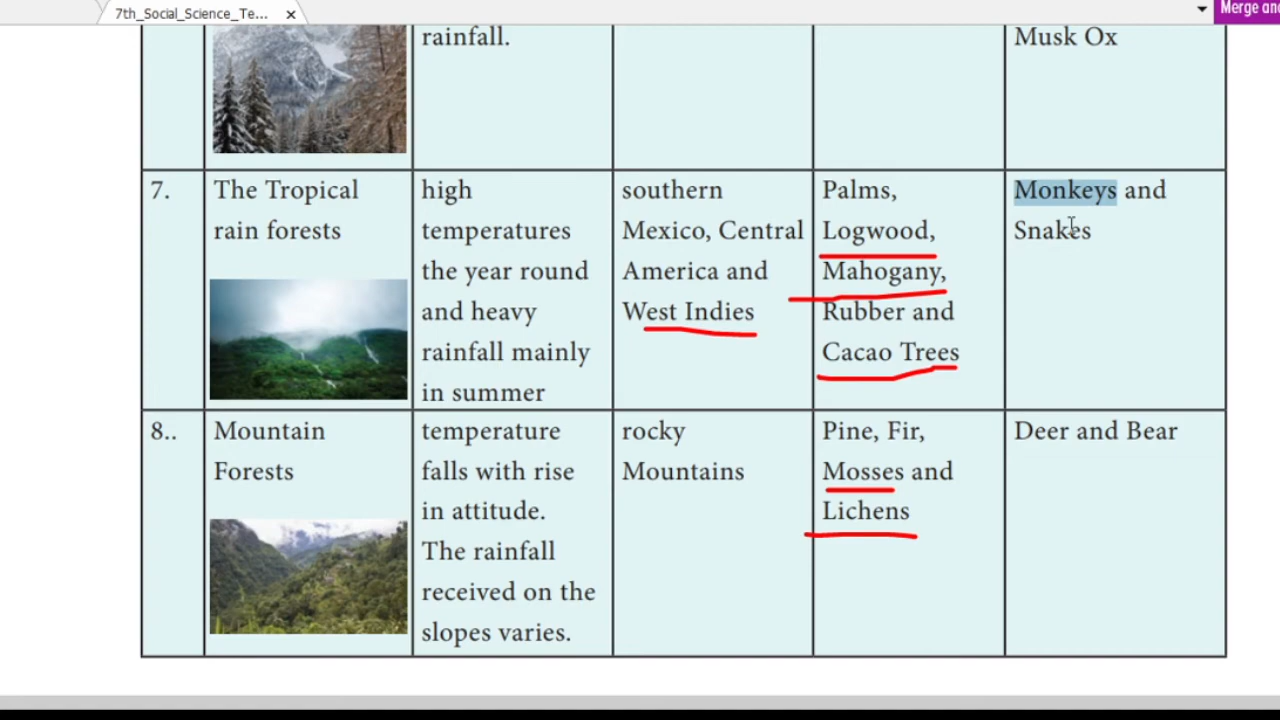 7th_Social_Science_Te... ×
Merge and
rainfall.
Musk Ox
7.
The Tropical
rain forests
high
temperatures
the year round
and heavy
rainfall mainly
in summer
southern
Mexico, Central
America and
West Indies
Palms,
Logwood,
Mahogany,
Rubber and
Cacao Trees
Monkeys and
Snakes
8..
Mountain
Forests
temperature
falls with rise
in attitude.
The rainfall
received on the
slopes varies.
rocky
Mountains
Pine, Fir,
Mosses and
Lichens
Deer and Bear